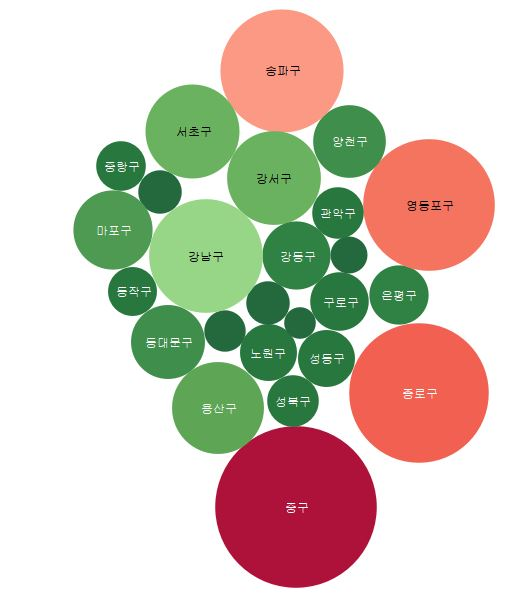 송파구
서초구
양천구
중랑구
강서구
영등포구
관악구
마포구
강남구
강동구
동작구
은평구
구로구
동대문구
노원구
성동구
종로구
성북구
용산구
중구